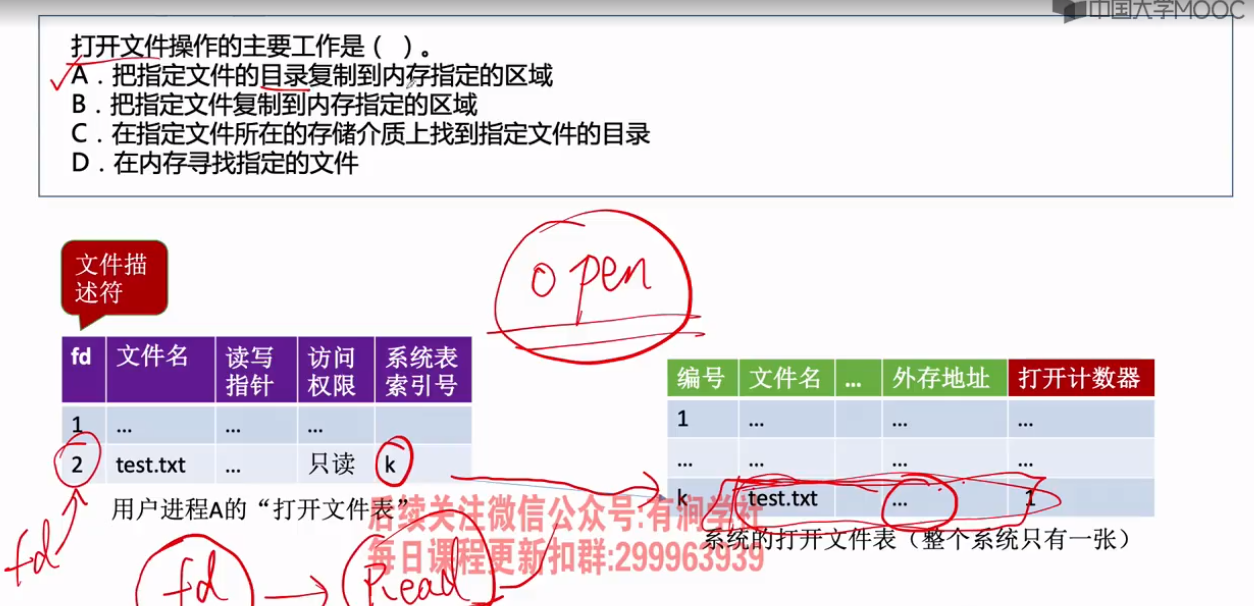 中国大学MOOC
打开文件操作的主要工作是（ ）。
A．把指定文件的目录复制到内存指定的区域
B．把指定文件复制到内存指定的区域
C．在指定文件所在的存储介质上找到指定文件的目录
D．在内存寻找指定的文件
open
文件描
述符
fd 文件名 读写指针 访问权限 系统表索引号
1 … … …
2 test.txt … 只读 k
用户进程A的“打开文件表”
编号 文件名 … 外存地址 打开计数器
1 … … …
… … … …
k test.txt … 1
系统的打开文件表（整个系统只有一张）
后续关注微信公众号:有涧学社
每日课程更新扣群:299963939
fd
fd
Read